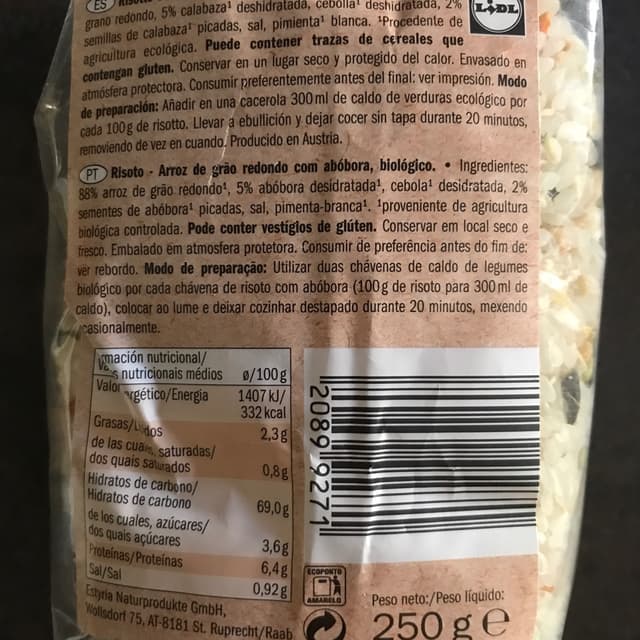 ES
grano redondo, 5% calabaza¹ deshidratada, cebolla¹ deshidratada, 2%
semillas de calabaza¹ picadas, sal, pimienta¹ blanca. ¹Procedente de
agricultura ecológica. Puede contener trazas de cereales que
contengan gluten. Conservar en un lugar seco y protegido del calor. Envasado en
atmósfera protectora. Consumir preferentemente antes del final: ver impresión. Modo
de preparación: Añadir en una cacerola 300 ml de caldo de verduras ecológico por
cada 100 g de risotto. Llevar a ebullición y dejar cocer sin tapa durante 20 minutos,
removiendo de vez en cuando. Producido en Austria.
LIDL
PT Risoto - Arroz de grão redondo com abóbora, biológico. • Ingredientes:
88% arroz de grão redondo¹, 5% abóbora desidratada¹, cebola¹ desidratada, 2%
sementes de abóbora¹ picadas, sal, pimenta-branca¹. ¹proveniente de agricultura
biológica controlada. Pode conter vestígios de glúten. Conservar em local seco e
fresco. Embalado em atmosfera protetora. Consumir de preferência antes do fim de:
ver rebordo. Modo de preparação: Utilizar duas chávenas de caldo de legumes
biológico por cada chávena de risoto com abóbora (100 g de risoto para 300 ml de
caldo), colocar ao lume e deixar cozinhar destapado durante 20 minutos, mexendo
ocasionalmente.
mación nutricional/
nutricionais médios ø/100 g
Valor rgético/Energia 1407 kJ/
332 kcal
Grasas/L dos 2,3 g
de las cua saturadas/
dos quais saturados 0,8 g
Hidratos de carbono/
Hidratos de carbono 69,0 g
de los cuales, azúcares/
dos quais açúcares 3,6 g
Proteínas/Proteínas 6,4 g
Sal/Sal 0,92 g
Estyria Naturprodukte GmbH,
Wollsdorf 75, AT-8181 St. Ruprecht/Raab
2089 9271
ECOPONTO
AMARELO
Peso neto:/Peso líquido:
250 g e